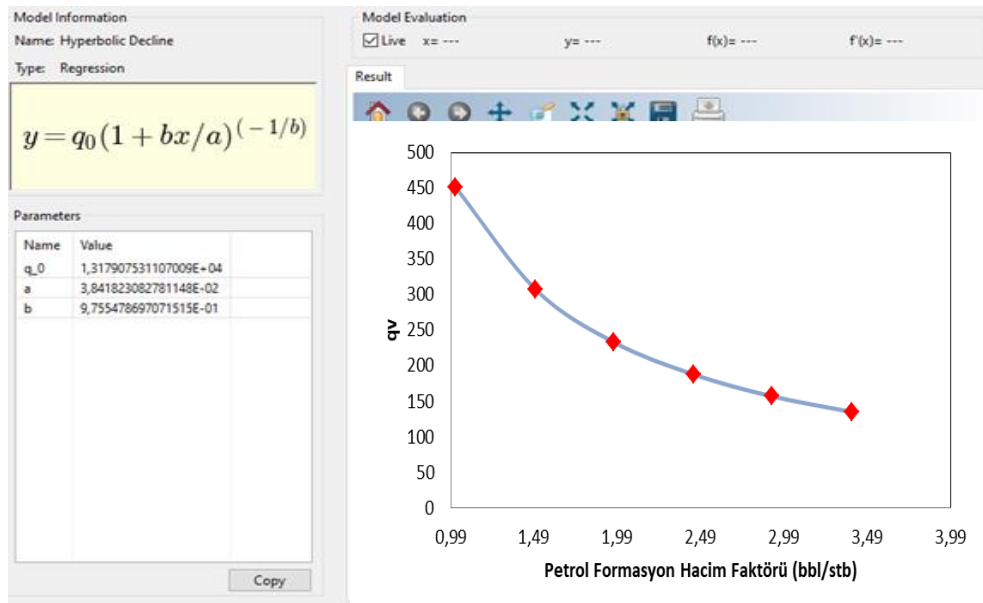 Model Information
Name: Hyperbolic Decline
Type: Regression
y = q₀(1 + bx/a)^(−1/b)
Parameters
Name Value
q_0 1,317907531107009E+04
a 3,841823082781148E-02
b 9,755478697071515E-01
Copy
Model Evaluation
Live x= --- y= --- f(x)= --- f'(x)= ---
Result
500
450
400
350
300
250
200
150
100
50
0
qv
0,99 1,49 1,99 2,49 2,99 3,49 3,99
Petrol Formasyon Hacim Faktörü (bbl/stb)